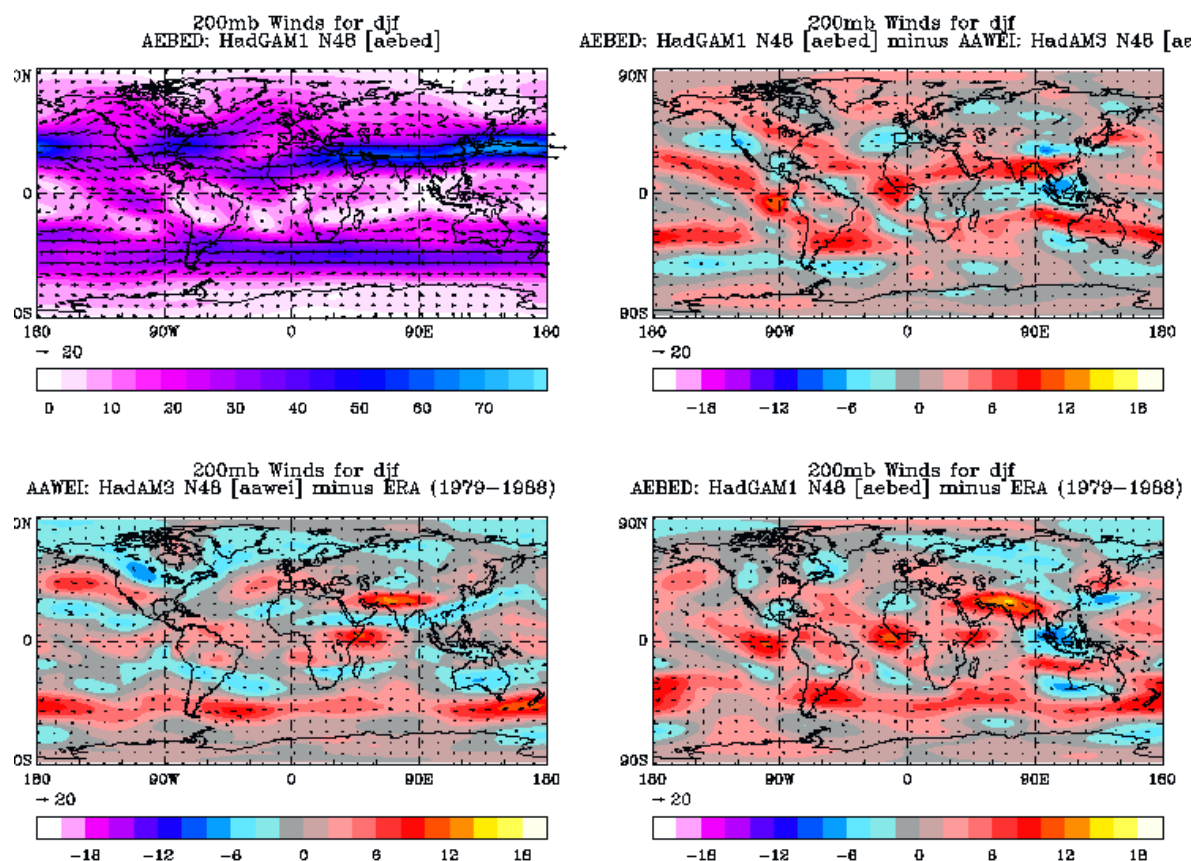 200mb Winds for djf
AEBED: HadGAM1 N48 [aebed]
0N
0
0S
180 90W 0 90E 180
→ 20
0 10 20 30 40 50 60 70
200mb Winds for djf
AEBED: HadGAM1 N48 [aebed] minus AAWEI: HadAM3 N48 [ae
90N
0
90S
180 90W 0 90E 180
→ 20
-18 -12 -6 0 6 12 18
200mb Winds for djf
AAWEI: HadAM3 N48 [aawei] minus ERA (1979-1988)
0N
0
0S
180 90W 0 90E 180
→ 20
-18 -12 -6 0 6 12 18
200mb Winds for djf
AEBED: HadGAM1 N48 [aebed] minus ERA (1979-1988)
90N
0
90S
180 90W 0 90E 180
→ 20
-18 -12 -6 0 6 12 18